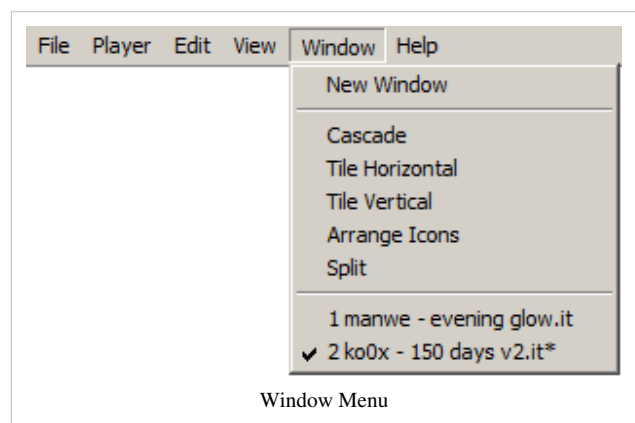 File Player Edit View Window Help
New Window
Cascade
Tile Horizontal
Tile Vertical
Arrange Icons
Split
1 manwe - evening glow.it
2 ko0x - 150 days v2.it*
Window Menu